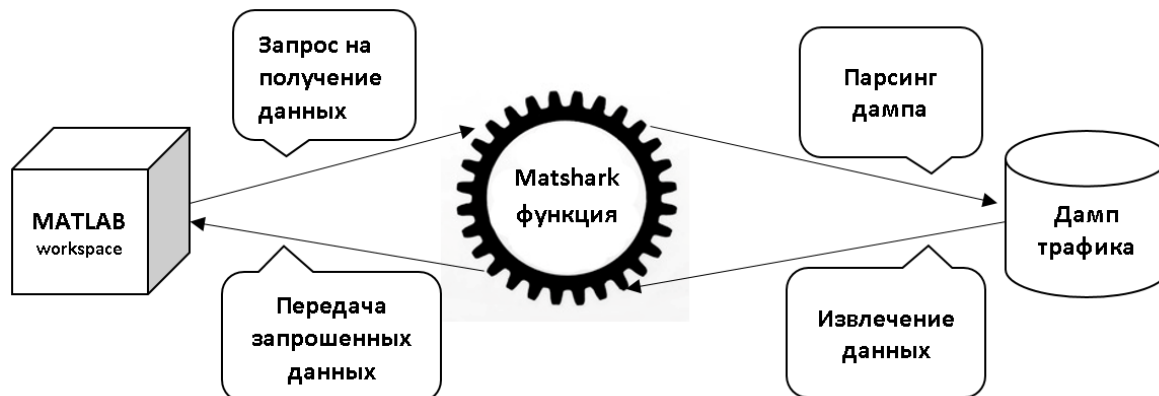 Запрос на
получение
данных
Парсинг
дампа
MATLAB
workspace
Matshark
функция
Дамп
трафика
Передача
запрошенных
данных
Извлечение
данных